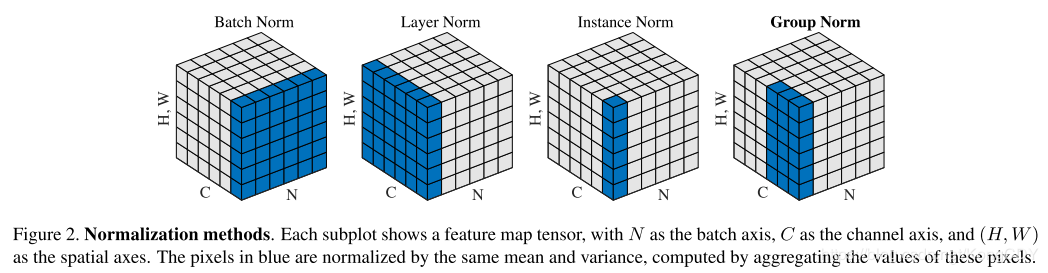 Batch Norm
Layer Norm
Instance Norm
Group Norm
H, W
C
N
H, W
C
N
H, W
C
N
H, W
C
N
Figure 2. Normalization methods. Each subplot shows a feature map tensor, with N as the batch axis, C as the channel axis, and (H, W)
as the spatial axes. The pixels in blue are normalized by the same mean and variance, computed by aggregating the values of these pixels.